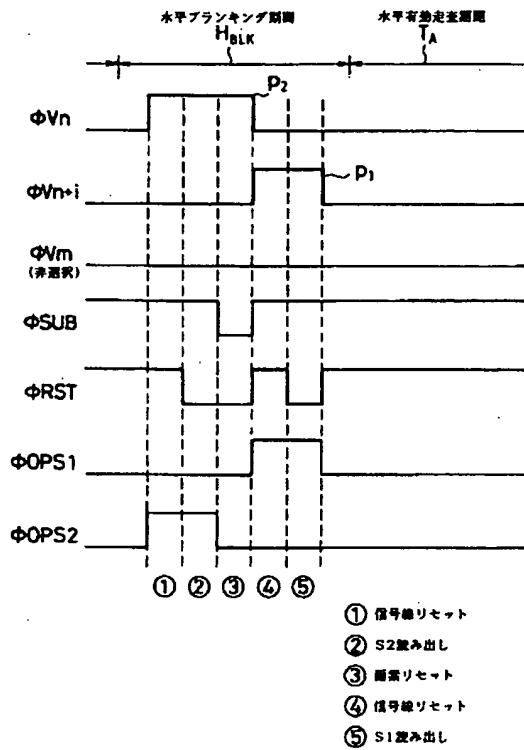 水平ブランキング期間
H_BLK
水平有効走査期間
T_A
ΦVn
P₂
ΦVn+i
P₁
ΦVm
(非選択)
ΦSUB
ΦRST
ΦOPS1
ΦOPS2
① ② ③ ④ ⑤
① 信号線リセット
② S2読み出し
③ 画素リセット
④ 信号線リセット
⑤ S1読み出し